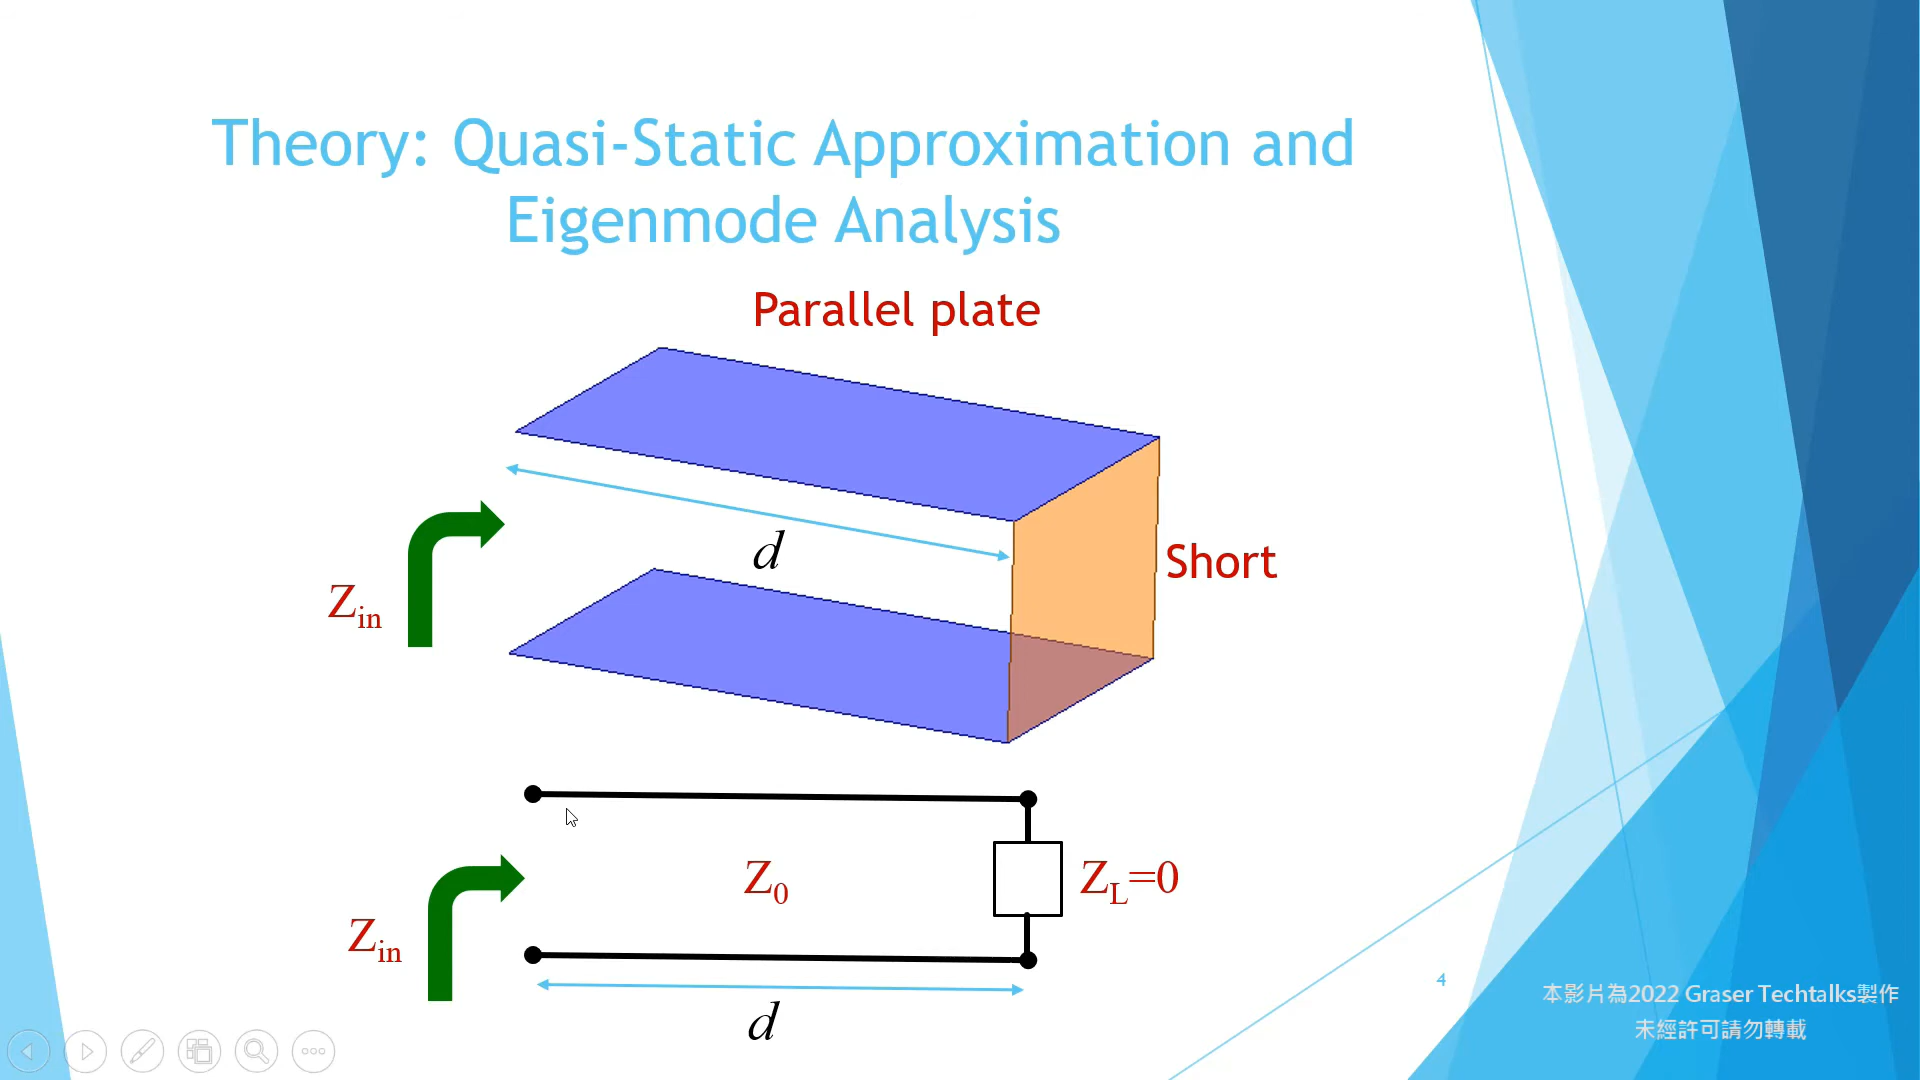 Theory: Quasi-Static Approximation and
Eigenmode Analysis
Parallel plate
d
Short
Zin
Z0
ZL=0
Zin
d
4
本影片為2022 Graser Techtalks製作
未經許可請勿轉載